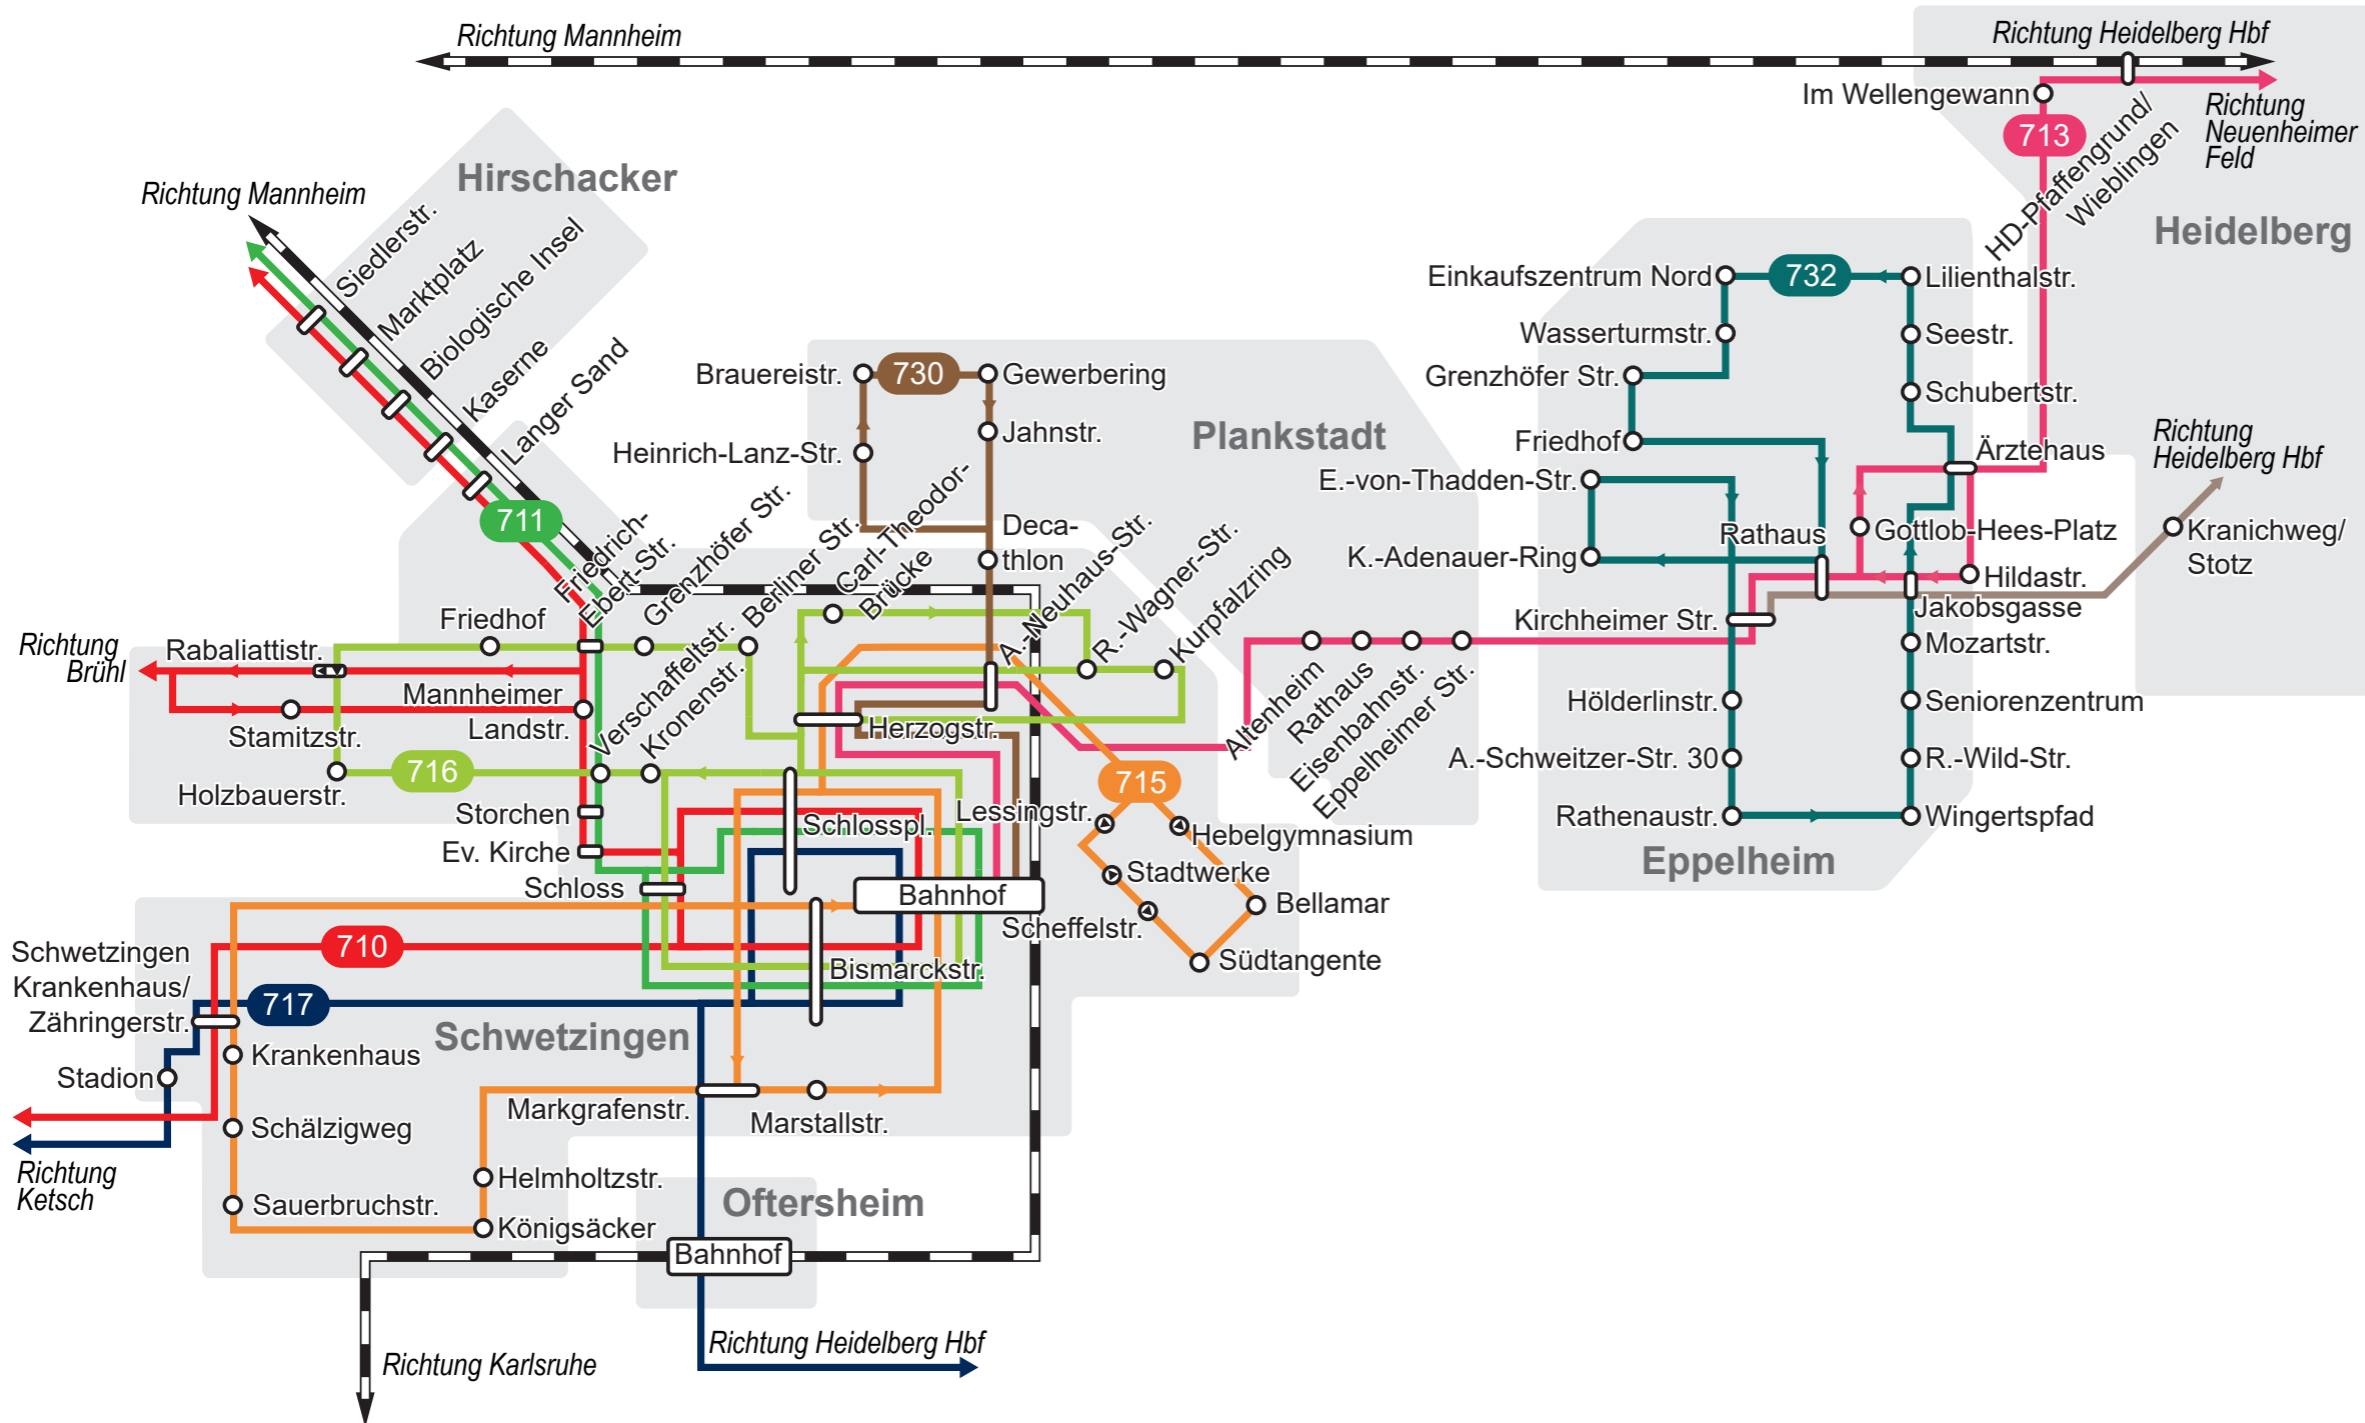 Richtung Mannheim
Richtung Heidelberg Hbf
Im Wellengewann
713
Richtung
Neuenheimer
Feld
HD-Pfaffengrund/
Wieblingen
Heidelberg
Hirschacker
Richtung Mannheim
Siedlerstr.
Marktplatz
Biologische Insel
Kaserne
Langer Sand
711
Einkaufszentrum Nord
732
Lilienthalstr.
Wasserturmstr.
Seestr.
Grenzhöfer Str.
Schubertstr.
Friedhof
Ärztehaus
Richtung
Heidelberg Hbf
E.-von-Thadden-Str.
Rathaus
Gottlob-Hees-Platz
Kranichweg/
Stotz
K.-Adenauer-Ring
Hildastr.
Jakobsgasse
Kirchheimer Str.
Mozartstr.
Hölderlinstr.
Seniorenzentrum
A.-Schweitzer-Str. 30
R.-Wild-Str.
Rathenaustr.
Wingertspfad
Eppelheim
Brauereistr.
730
Gewerbering
Heinrich-Lanz-Str.
Jahnstr.
Plankstadt
Deca-
thlon
Friedrich-
Ebert-Str.
Grenzhöfer Str.
Berliner Str.
Carl-Theodor-
Brücke
A.-Neuhaus-Str.
R.-Wagner-Str.
Kurpfalzring
Friedhof
Richtung
Brühl
Rabaliattistr.
Mannheimer
Landstr.
Stamitzstr.
Verschaffeltstr.
Kronenstr.
Herzogstr.
Altenheim
Rathaus
Eisenbahnstr.
Eppelheimer Str.
716
Holzbauerstr.
715
Storchen
Ev. Kirche
Schlosspl.
Schloss
Lessingstr.
Hebelgymnasium
Stadtwerke
Bahnhof
Scheffelstr.
Bellamar
Südtangente
710
Schwetzingen
Krankenhaus/
Zähringerstr.
717
Bismarckstr.
Schwetzingen
Krankenhaus
Stadion
Markgrafenstr.
Marstallstr.
Schälzigweg
Richtung
Ketsch
Helmholtzstr.
Sauerbruchstr.
Königsäcker
Oftersheim
Bahnhof
Richtung Heidelberg Hbf
Richtung Karlsruhe